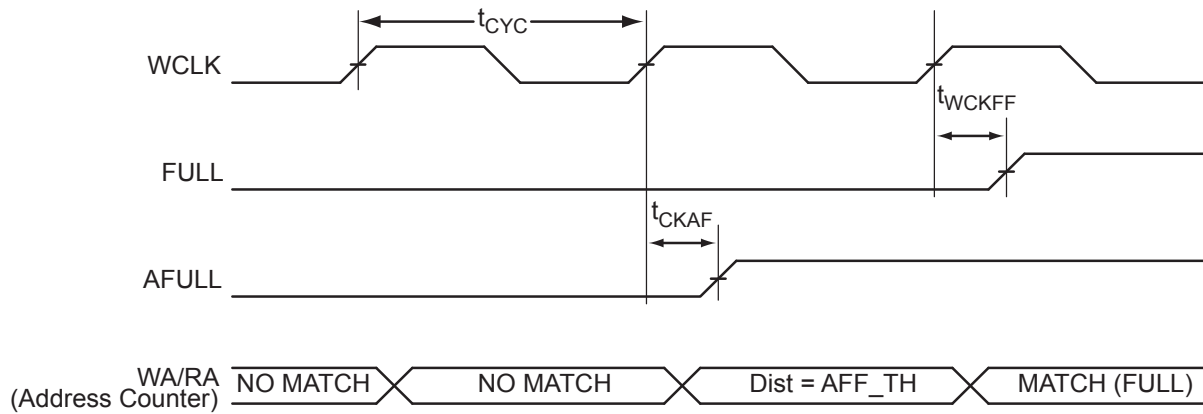 tCYC
WCLK
tWCKFF
FULL
tCKAF
AFULL
WA/RA
(Address Counter)
NO MATCH
NO MATCH
Dist = AFF_TH
MATCH (FULL)